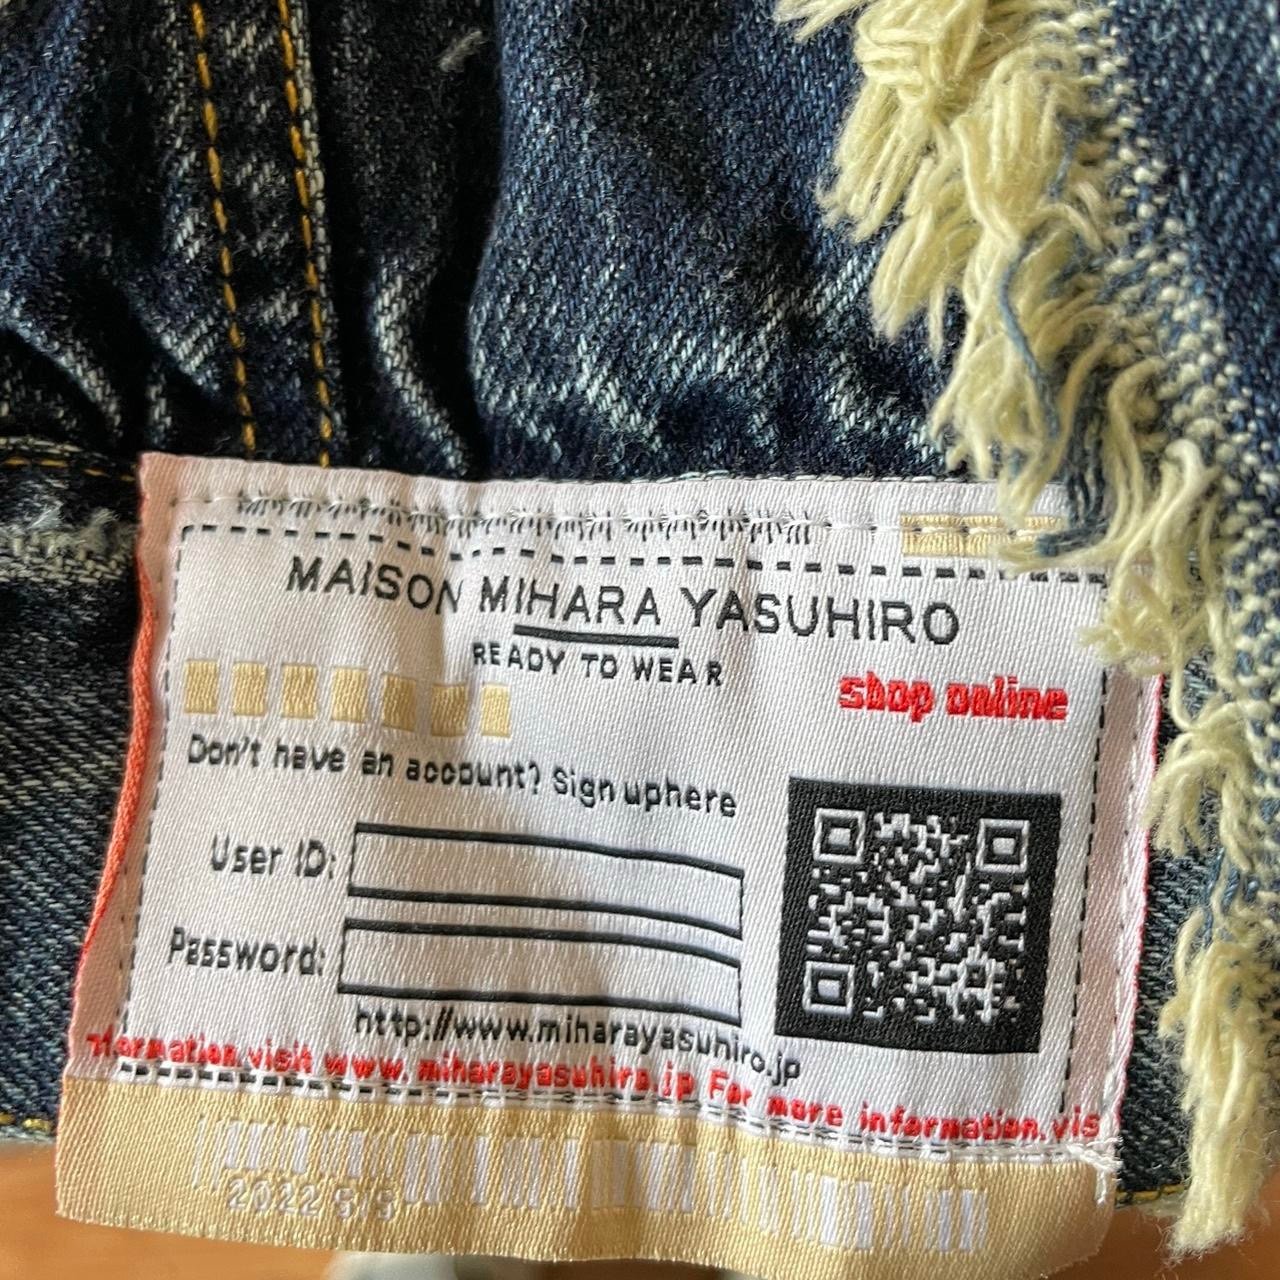 MAISON MIHARA YASUHIRO
READY TO WEAR
shop online
Don't have an account? Sign uphere
User ID:
Password:
http://www.miharayasuhiro.jp
formation.visit www.miharayasuhiro.jp For more information.vis
2022 S/S